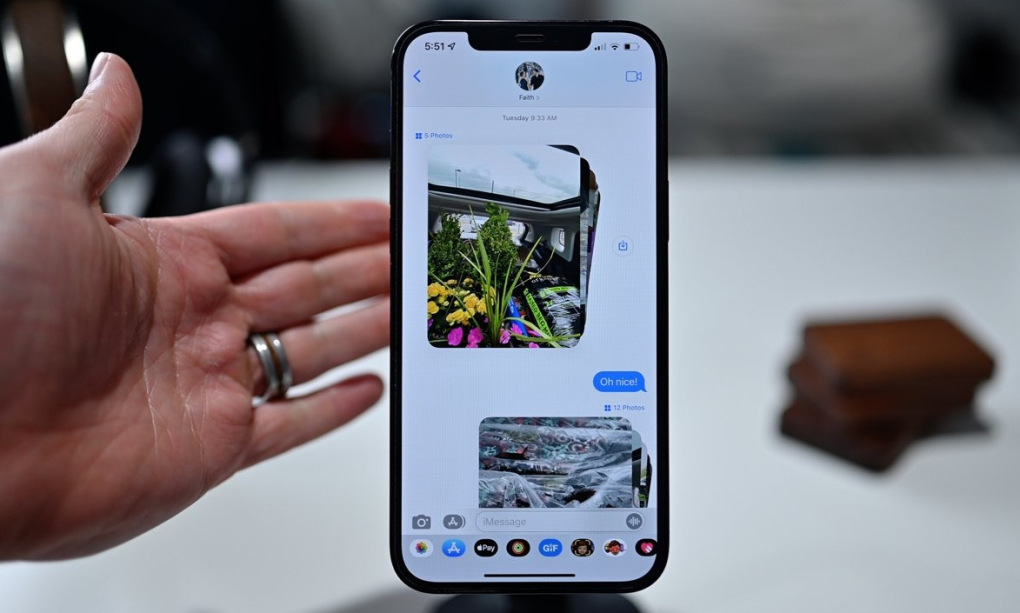 5:51
Faith
Tuesday 9:33 AM
5 Photos
Oh nice!
12 Photos
iMessage
Pay
GIF